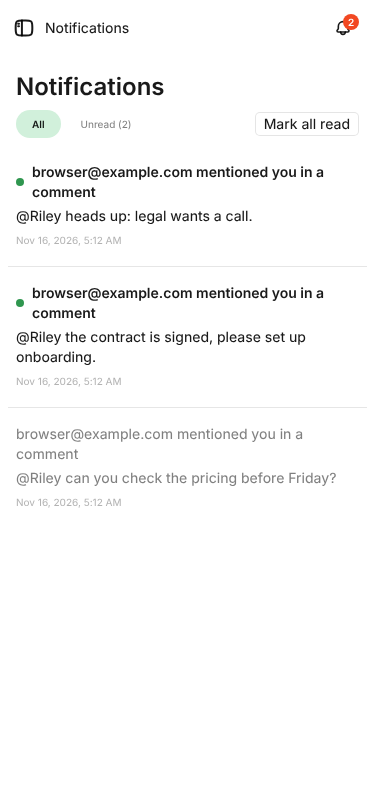 Notifications
2
Notifications
All
Unread (2)
Mark all read
browser@example.com mentioned you in a
comment
@Riley heads up: legal wants a call.
Nov 16, 2026, 5:12 AM
browser@example.com mentioned you in a
comment
@Riley the contract is signed, please set up
onboarding.
Nov 16, 2026, 5:12 AM
browser@example.com mentioned you in a
comment
@Riley can you check the pricing before Friday?
Nov 16, 2026, 5:12 AM